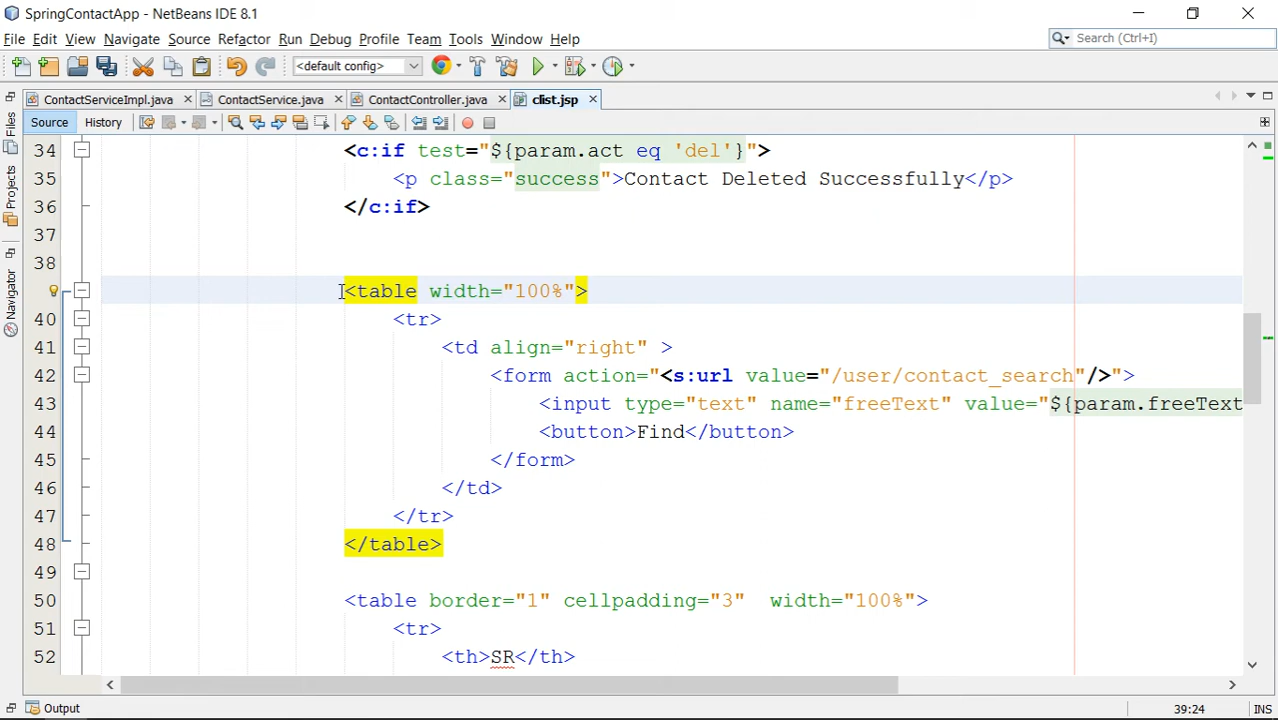 SpringContactApp - NetBeans IDE 8.1
File Edit View Navigate Source Refactor Run Debug Profile Team Tools Window Help
Search (Ctrl+I)
<default config>
ContactServiceImpl.java ContactService.java ContactController.java clist.jsp
Source History
Files
Projects
Navigator
34 <c:if test="${param.act eq 'del'}">
35 <p class="success">Contact Deleted Successfully</p>
36 </c:if>
37
38
<table width="100%">
40 <tr>
41 <td align="right" >
42 <form action="<s:url value="/user/contact_search"/>">
43 <input type="text" name="freeText" value="${param.freeText
44 <button>Find</button>
45 </form>
46 </td>
47 </tr>
48 </table>
49
50 <table border="1" cellpadding="3"  width="100%">
51 <tr>
52 <th>SR</th>
Output
39:24 INS